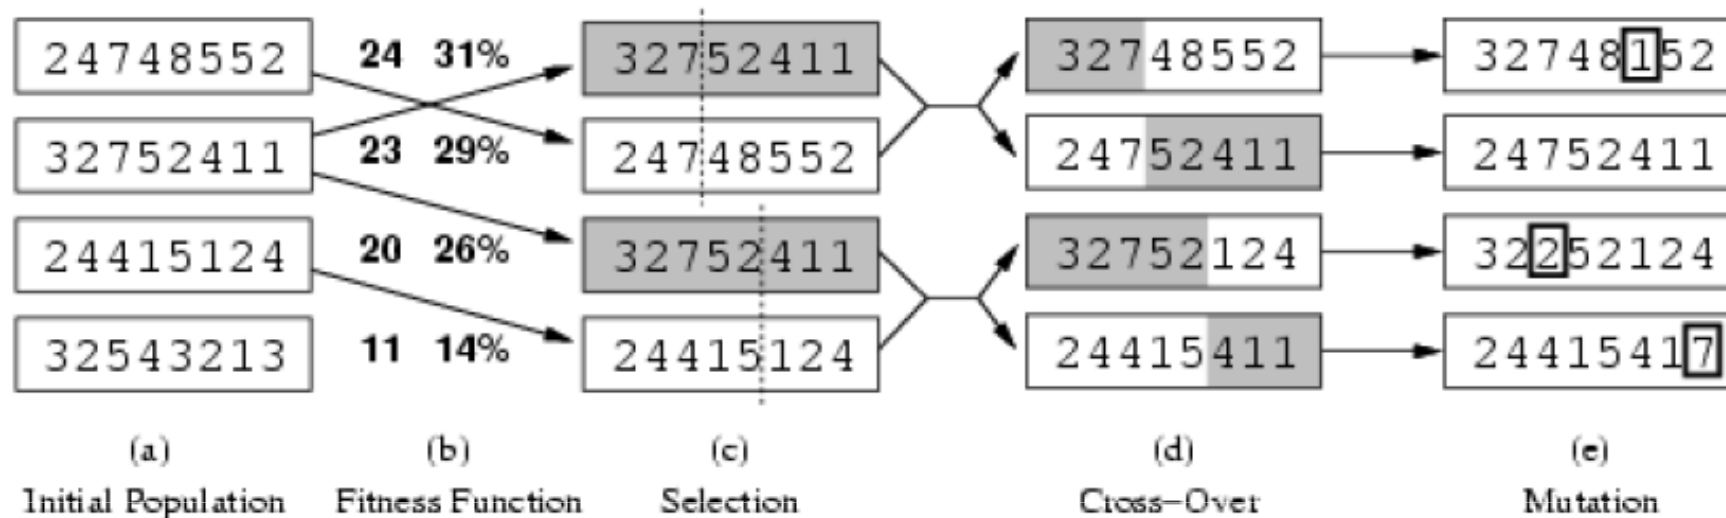 24748552 24 31% 32752411 32748552 32748152
32752411 23 29% 24748552 24752411 24752411
24415124 20 26% 32752411 32752124 32252124
32543213 11 14% 24415124 24415411 24415417
(a) (b) (c) (d) (e)
Initial Population Fitness Function Selection Cross–Over Mutation